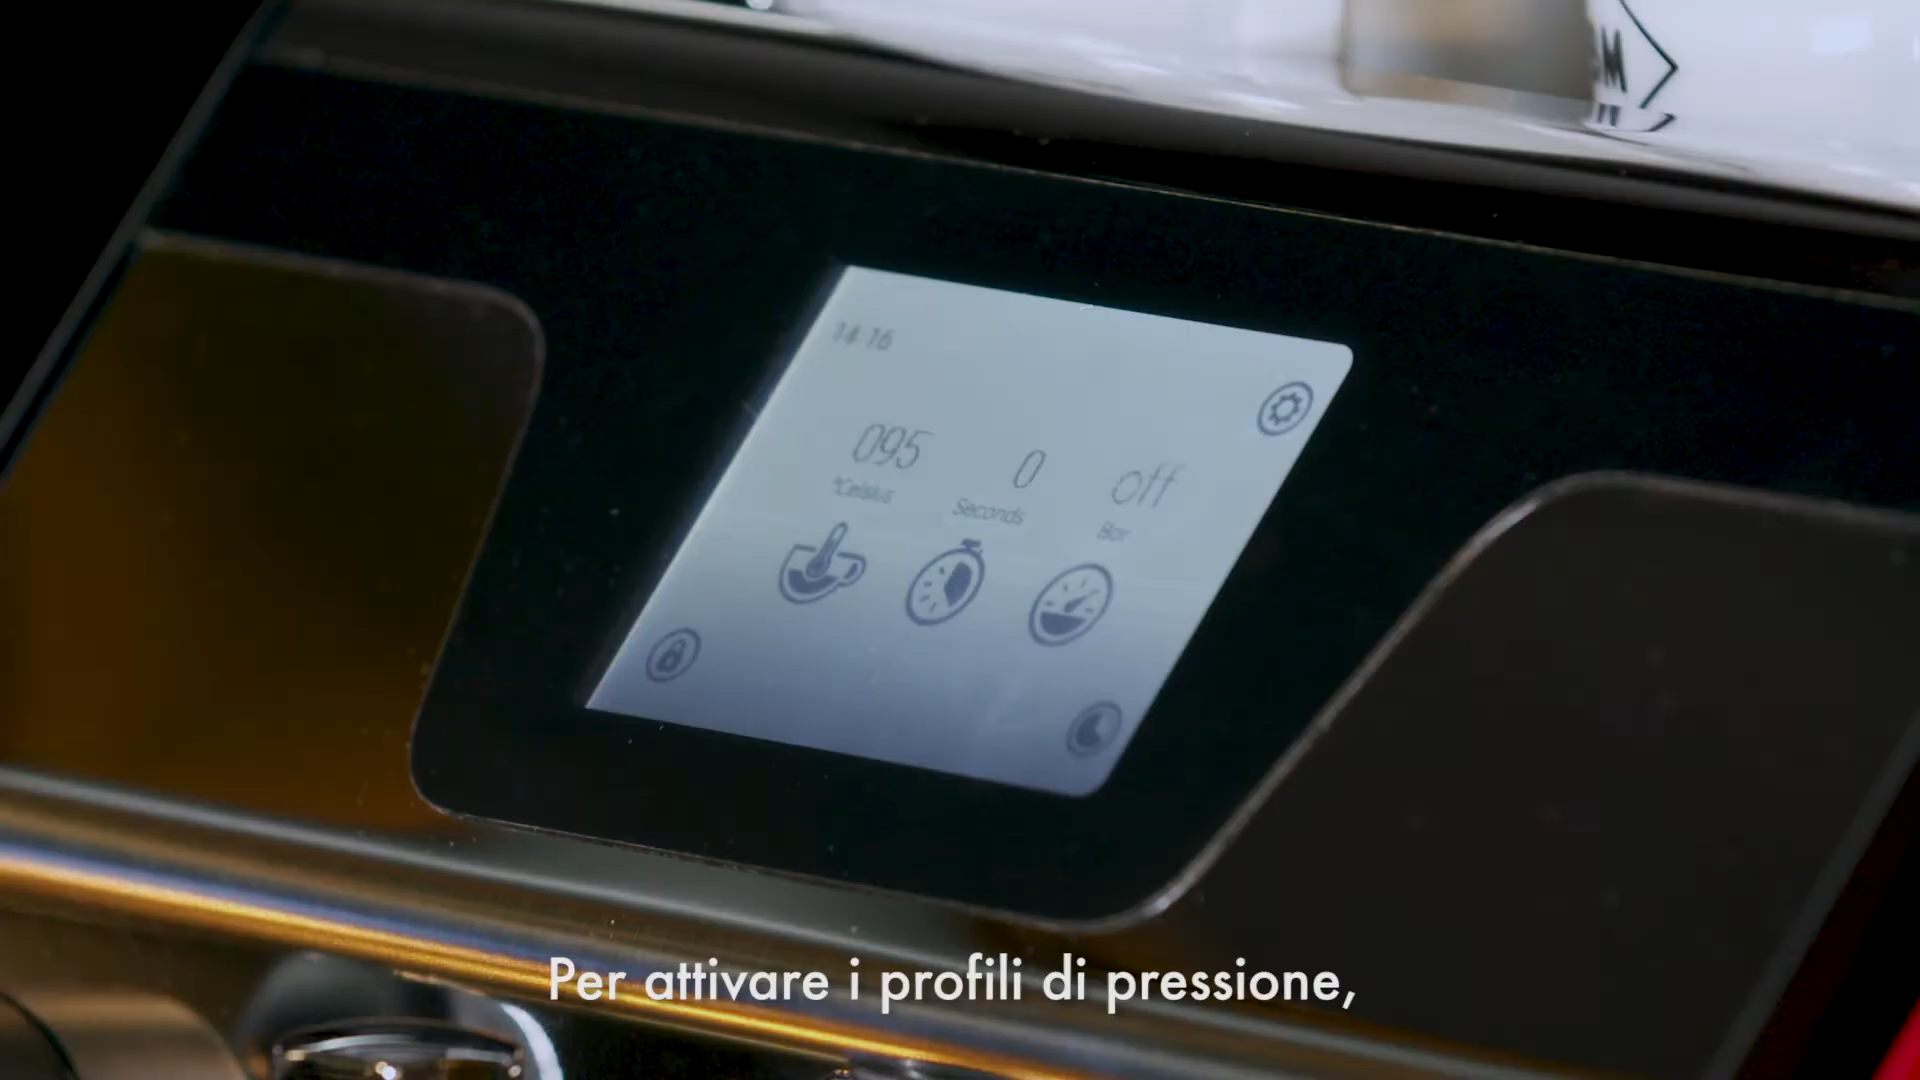 14:16
095 0 off
°Celsius Seconds Bar
Per attivare i profili di pressione,